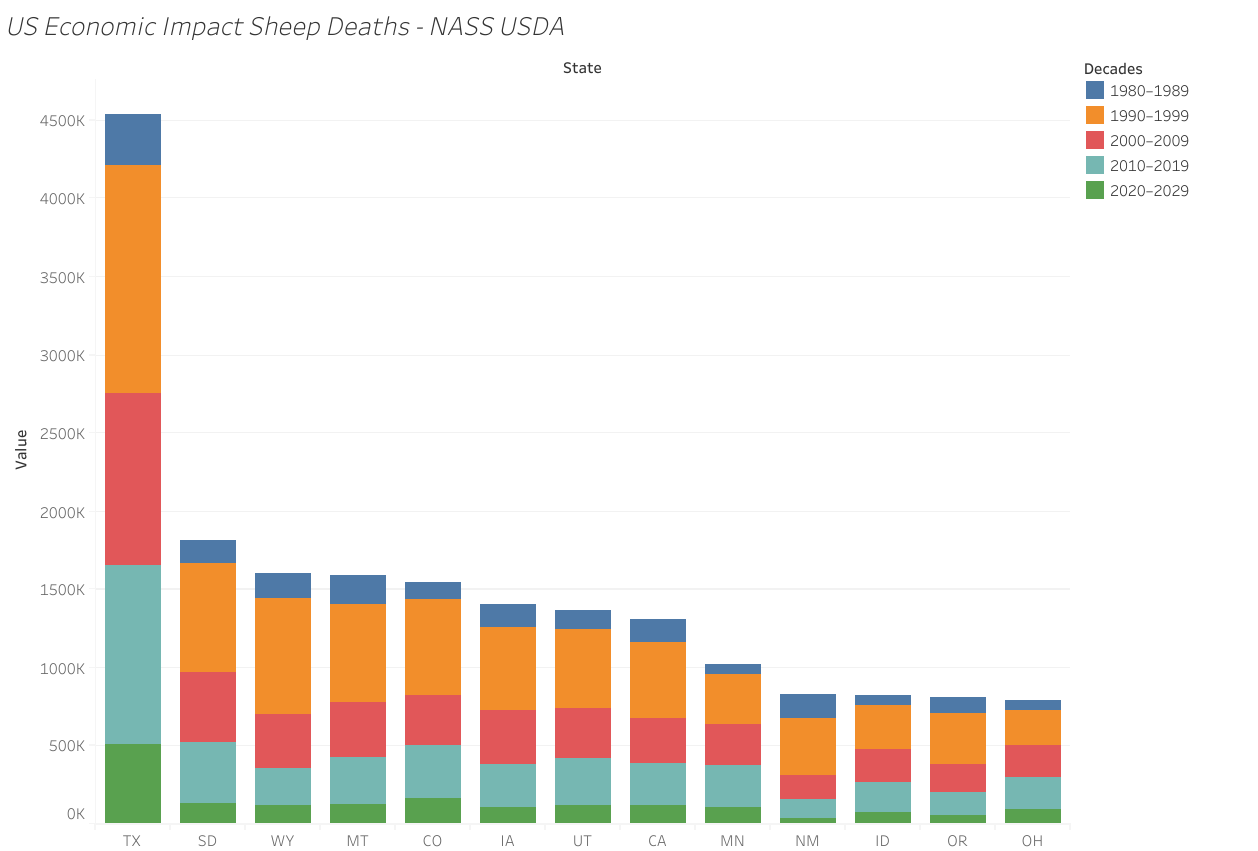 US Economic Impact Sheep Deaths - NASS USDA
State
Decades
1980–1989
1990–1999
2000–2009
2010–2019
2020–2029
Value
4500K
4000K
3500K
3000K
2500K
2000K
1500K
1000K
500K
0K
TX SD WY MT CO IA UT CA MN NM ID OR OH